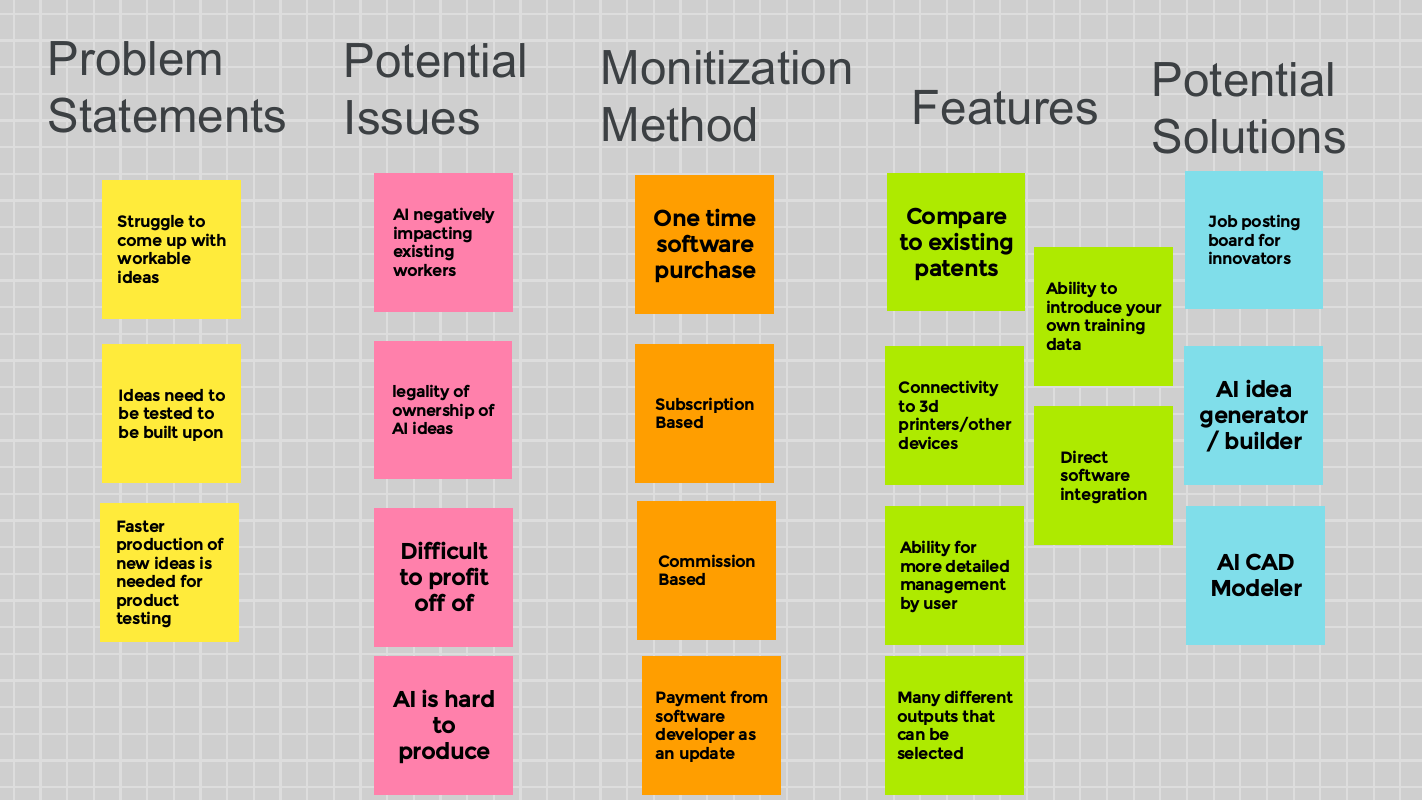 Problem
Statements
Struggle to
come up with
workable
ideas
Ideas need to
be tested to
be built upon
Faster
production of
new ideas is
needed for
product
testing
Potential
Issues
AI negatively
impacting
existing
workers
legality of
ownership of
AI ideas
Difficult
to profit
off of
AI is hard
to
produce
Monitization
Method
One time
software
purchase
Subscription
Based
Commission
Based
Payment from
software
developer as
an update
Features
Compare
to existing
patents
Connectivity
to 3d
printers/other
devices
Ability for
more detailed
management
by user
Many different
outputs that
can be
selected
Ability to
introduce your
own training
data
Direct
software
integration
Potential
Solutions
Job posting
board for
innovators
AI idea
generator
/ builder
AI CAD
Modeler